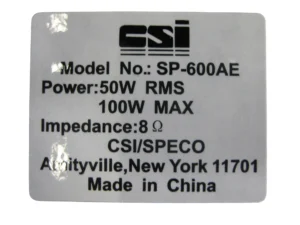 csi
Model No.: SP-600AE
Power:50W RMS
100W MAX
Impedance:8 Ω
CSI/SPECO
Amityville,New York 11701
Made in China